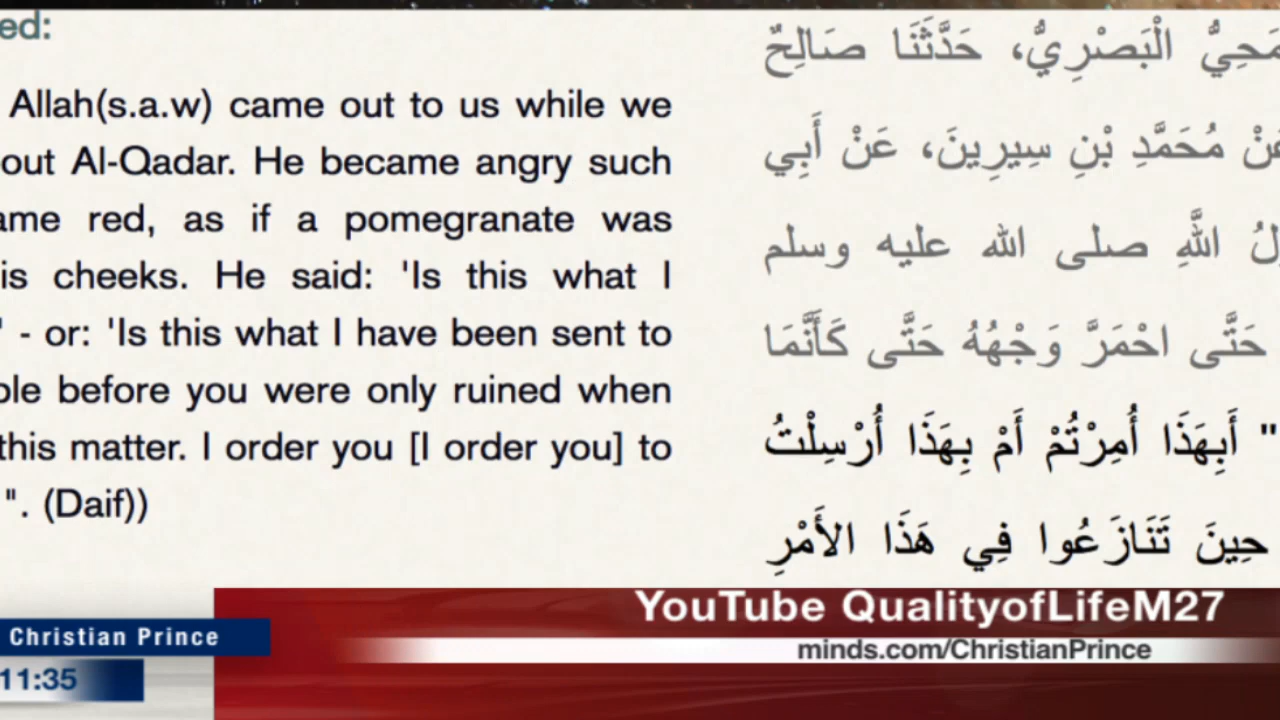 ed:
Allah(s.a.w) came out to us while we
out Al-Qadar. He became angry such
ame red, as if a pomegranate was
is cheeks. He said: 'Is this what I
' - or: 'Is this what I have been sent to
ple before you were only ruined when
this matter. I order you [I order you] to
". (Daif))
مَحِيُّ الْبَصْرِيُّ، حَدَّثَنَا صَالِحٌ
عَنْ مُحَمَّدِ بْنِ سِيرِينَ، عَنْ أَبِي
ولُ اللَّهِ صلى الله عليه وسلم
حَتَّى احْمَرَّ وَجْهُهُ حَتَّى كَأَنَّمَا
" أَبِهَذَا أُمِرْتُمْ أَمْ بِهَذَا أُرْسِلْتُ
حِينَ تَنَازَعُوا فِي هَذَا الأَمْرِ
YouTube QualityofLifeM27
minds.com/ChristianPrince
Christian Prince
11:35